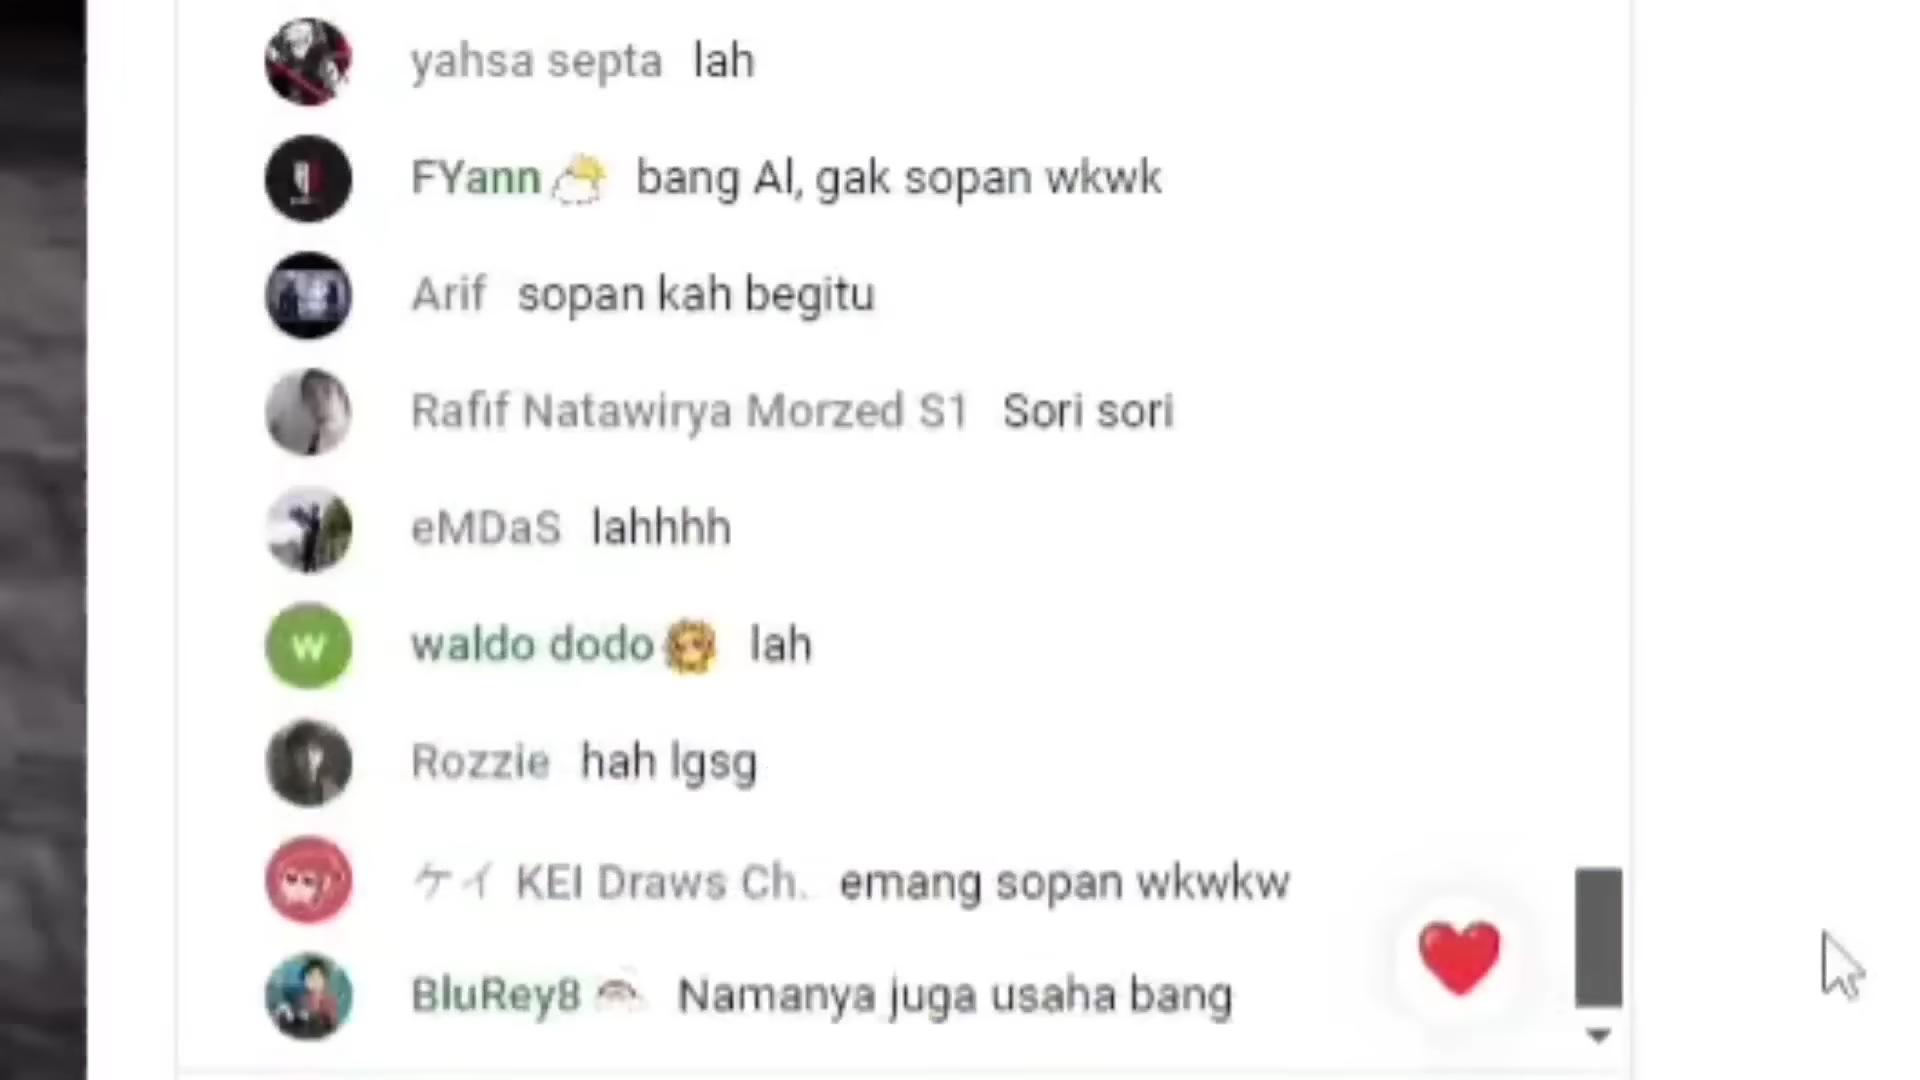 yahsa septa lah
FYann bang Al, gak sopan wkwk
Arif sopan kah begitu
Rafif Natawirya Morzed S1 Sori sori
eMDaS lahhhh
W waldo dodo lah
Rozzie hah lgsg
ケイ KEI Draws Ch. emang sopan wkwkw
BluRey8 Namanya juga usaha bang